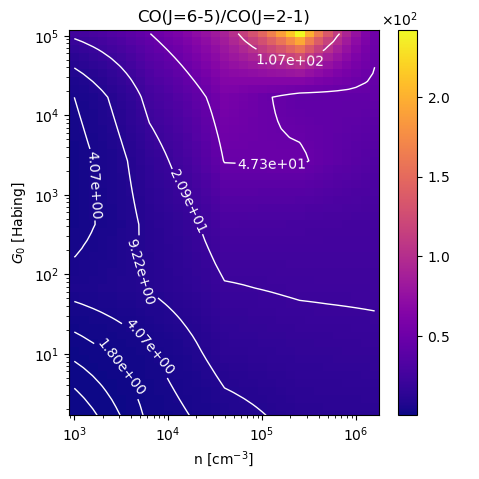 CO(J=6-5)/CO(J=2-1)
×10²
10⁵
10⁴
10³
10²
10¹
G₀ [Habing]
1.07e+02
4.73e+01
2.09e+01
4.07e+00
9.22e+00
4.07e+00
1.80e+00
10³
10⁴
10⁵
10⁶
n [cm⁻³]
2.0
1.5
1.0
0.5